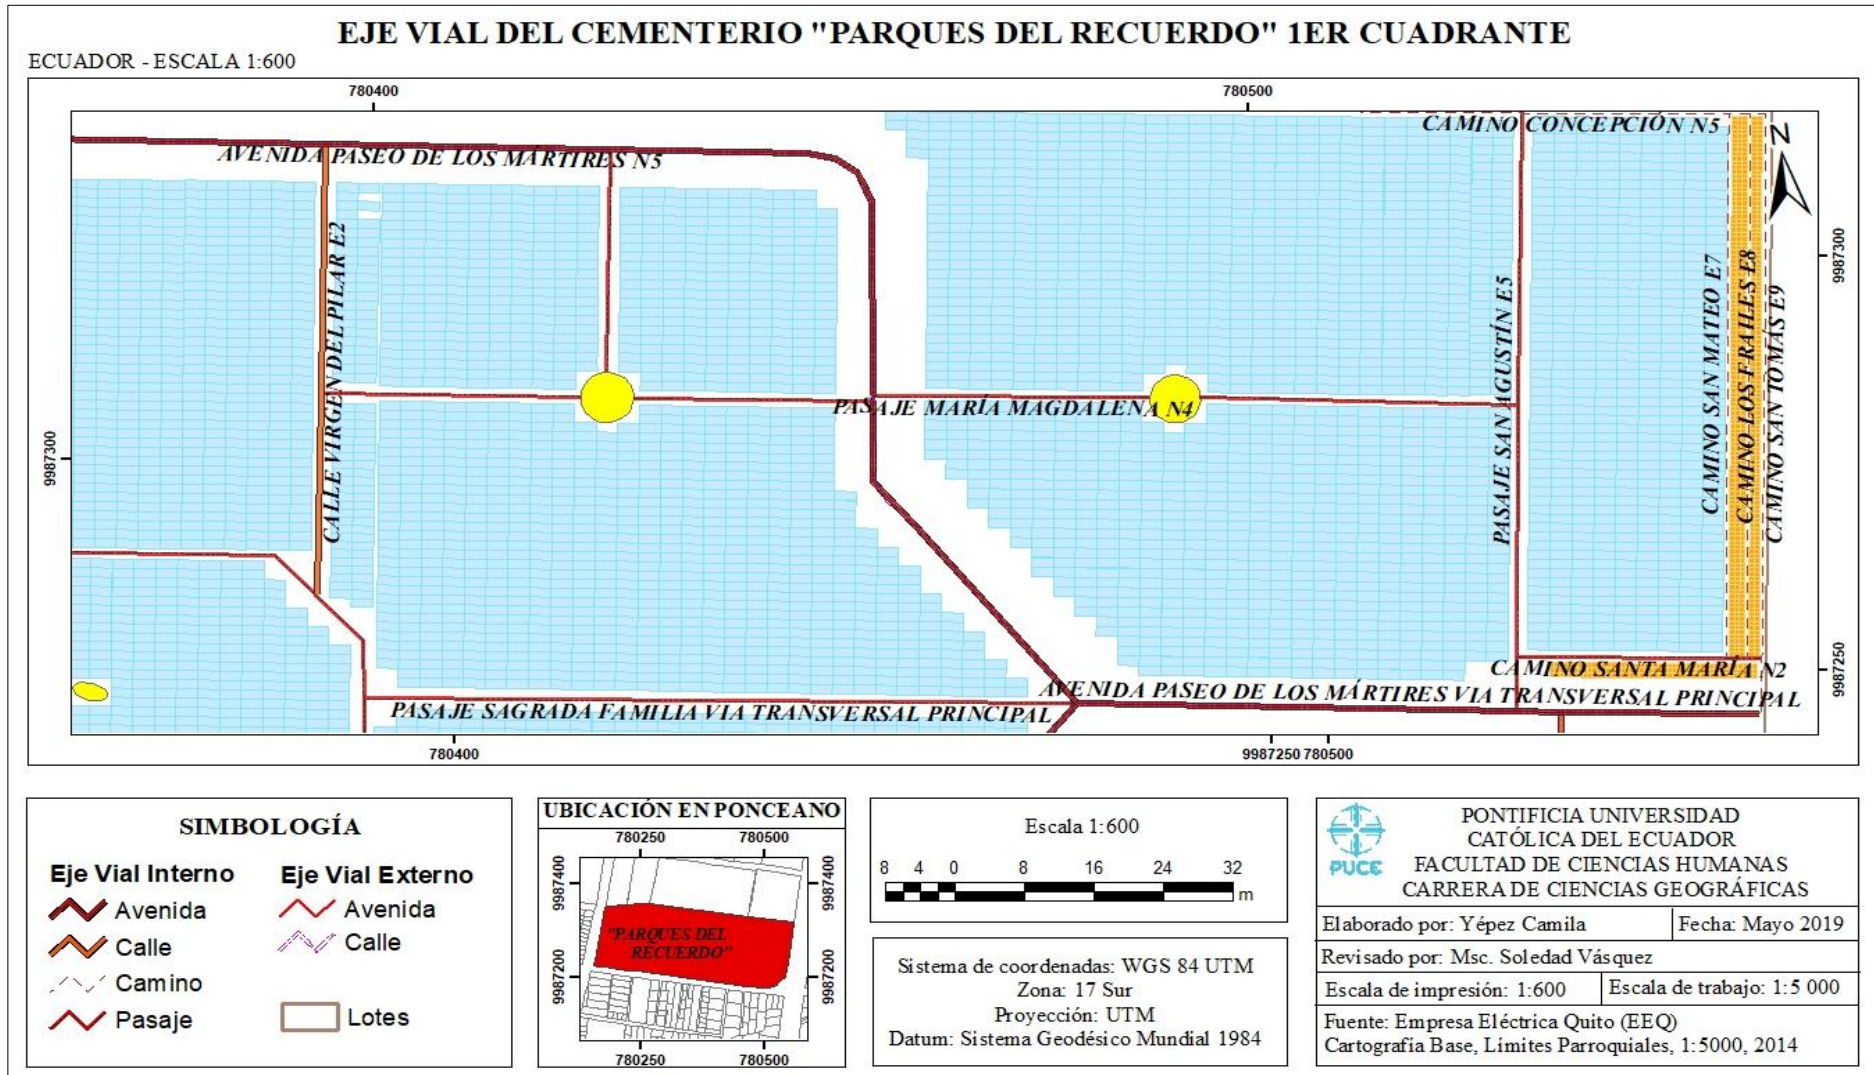 EJE VIAL DEL CEMENTERIO "PARQUES DEL RECUERDO" 1ER CUADRANTE
ECUADOR - ESCALA 1:600
780400
780500
CAMINO CONCEPCIÓN N5
N
AVENIDA PASEO DE LOS MÁRTIRES N5
CALLE VIRGEN DEL PILAR E2
PASAJE MARÍA MAGDALENA N4
PASAJE SAN AGUSTÍN E5
CAMINO SAN MATEO E7
CAMINO LOS FRAILES E8
CAMINO SAN TOMÁS E9
9987300
9987300
9987250
CAMINO SANTA MARÍA N2
AVENIDA PASEO DE LOS MÁRTIRES VIA TRANSVERSAL PRINCIPAL
PASAJE SAGRADA FAMILIA VIA TRANSVERSAL PRINCIPAL
780400
9987250 780500
SIMBOLOGÍA
Eje Vial Interno
Avenida
Calle
Camino
Pasaje
Eje Vial Externo
Avenida
Calle
Lotes
UBICACIÓN EN PONCEANO
780250 780500
9987400
9987400
"PARQUES DEL
RECUERDO"
9987200
9987200
780250 780500
Escala 1:600
8 4 0 8 16 24 32
m
Sistema de coordenadas: WGS 84 UTM
Zona: 17 Sur
Proyección: UTM
Datum: Sistema Geodésico Mundial 1984
PUCE
PONTIFICIA UNIVERSIDAD
CATÓLICA DEL ECUADOR
FACULTAD DE CIENCIAS HUMANAS
CARRERA DE CIENCIAS GEOGRÁFICAS
Elaborado por: Yépez Camila
Fecha: Mayo 2019
Revisado por: Msc. Soledad Vásquez
Escala de impresión: 1:600
Escala de trabajo: 1:5 000
Fuente: Empresa Eléctrica Quito (EEQ)
Cartografía Base, Límites Parroquiales, 1:5000, 2014